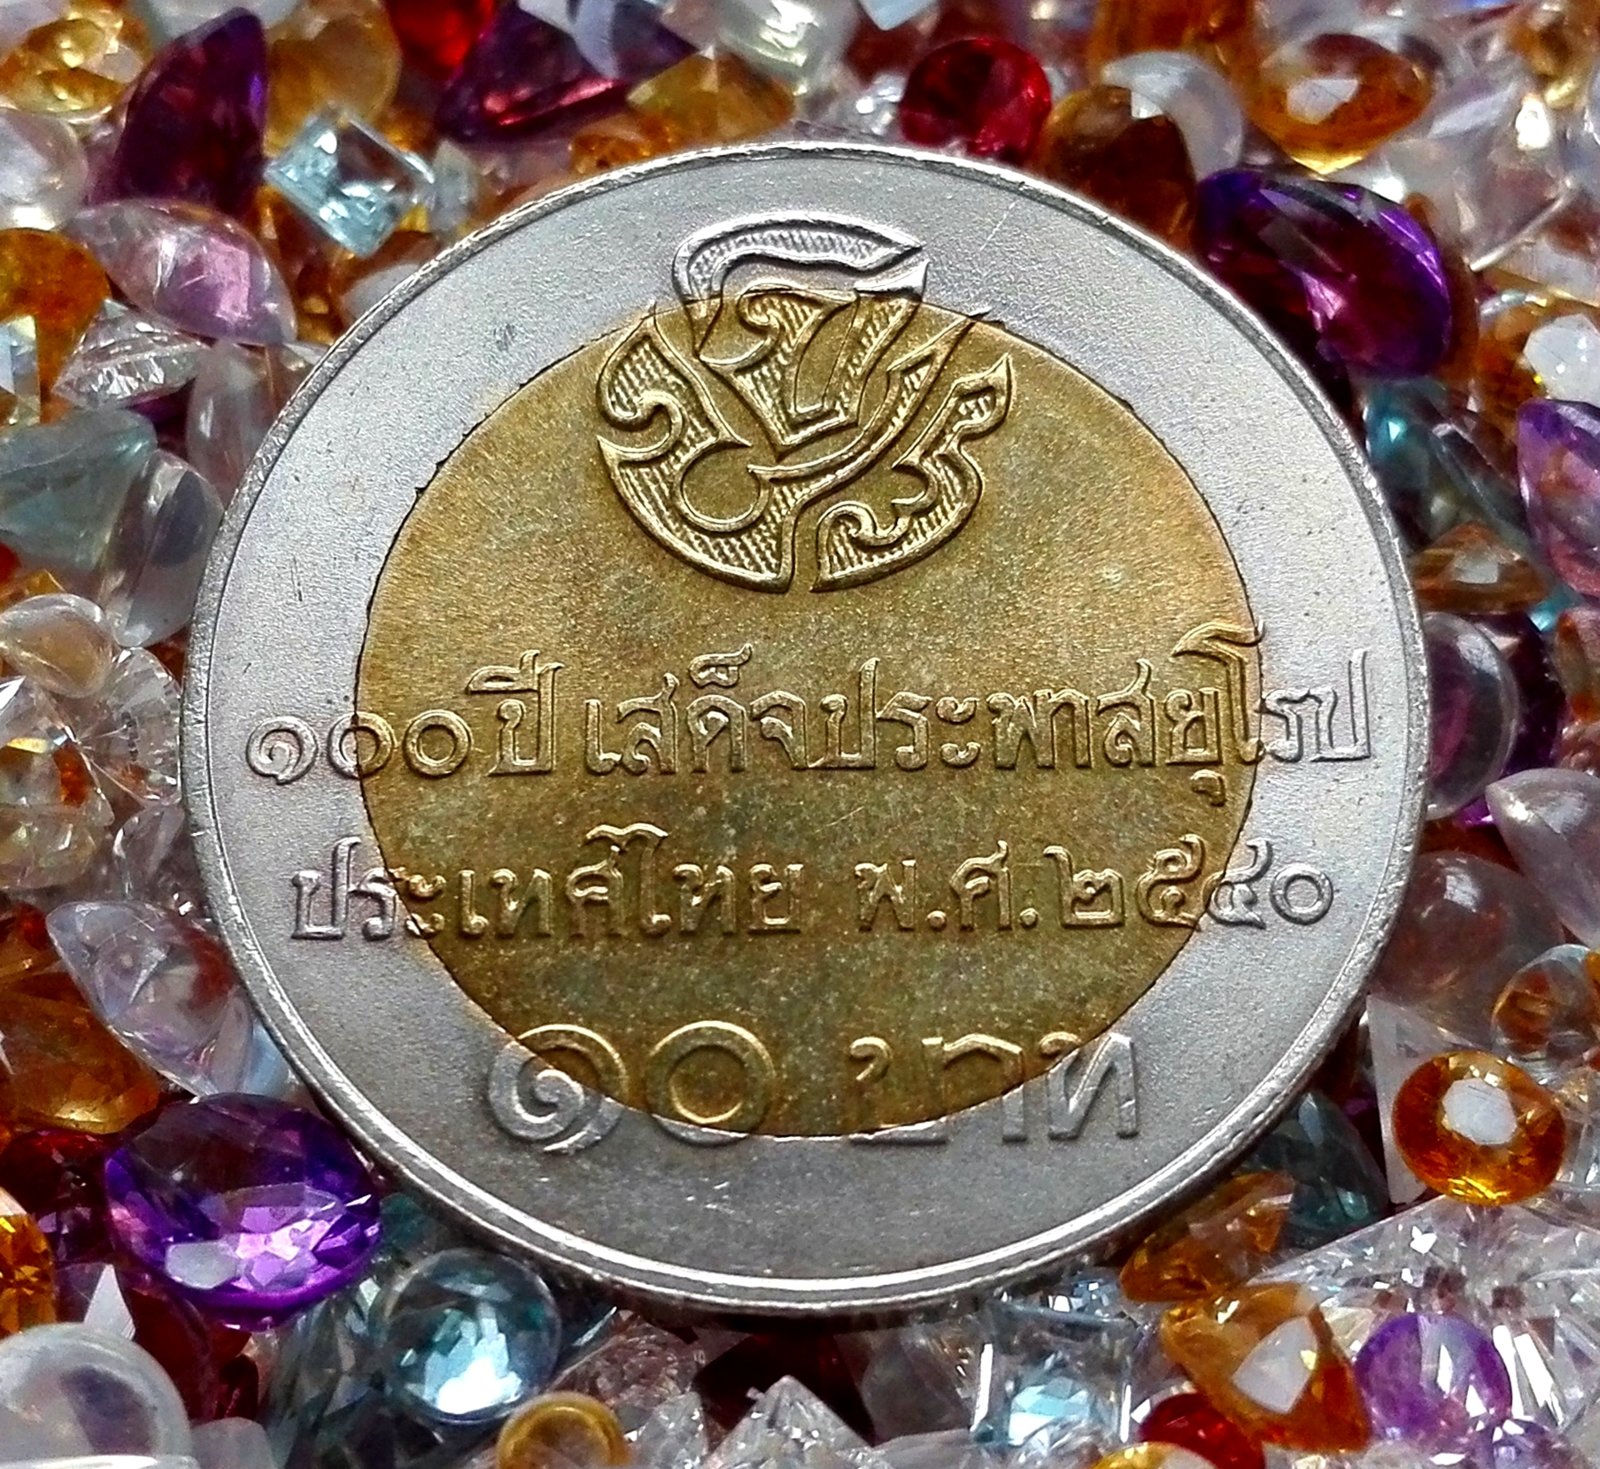 ๑๐๐ ปี เสด็จประพาสยุโรป
ประเทศไทย พ.ศ.๒๕๔๐
๑๐ บาท